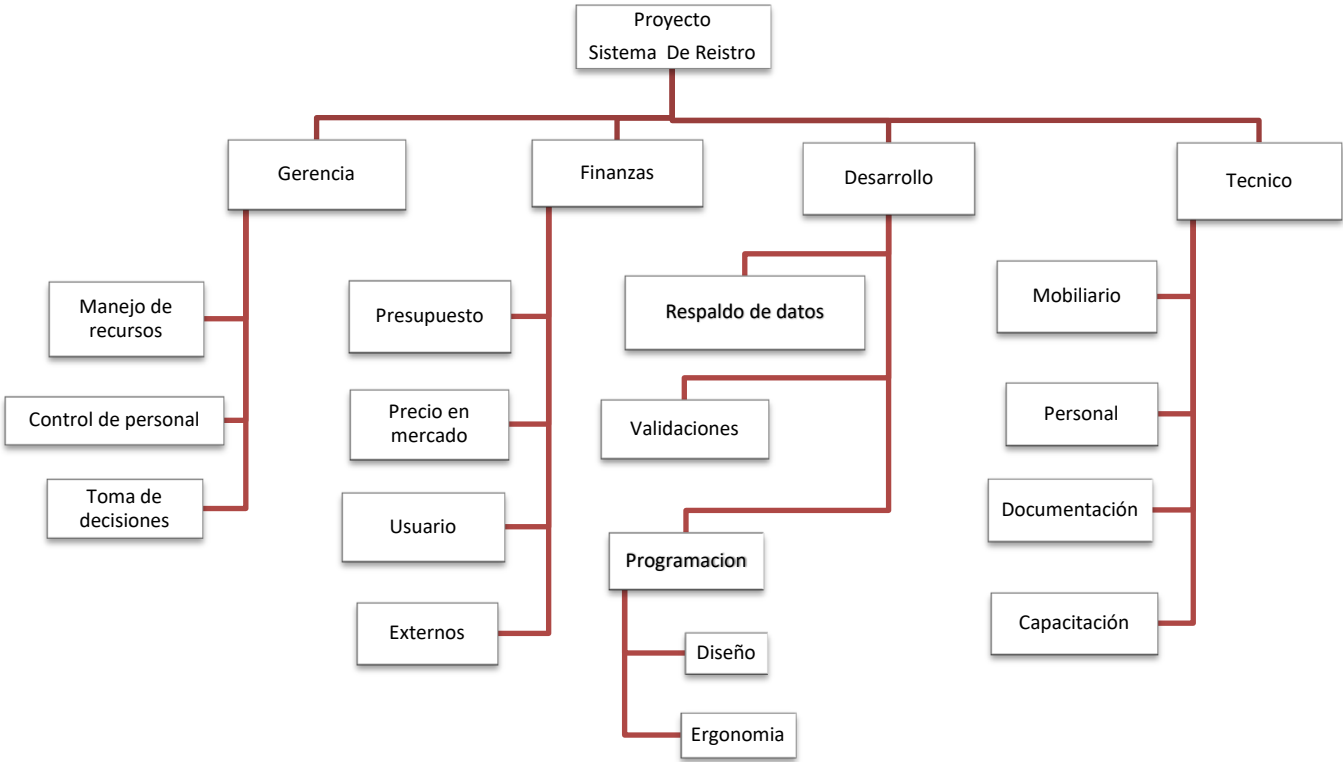 Proyecto
Sistema De Reistro
Gerencia
Finanzas
Desarrollo
Tecnico
Manejo de
recursos
Control de personal
Toma de
decisiones
Presupuesto
Precio en
mercado
Usuario
Externos
Respaldo de datos
Validaciones
Programacion
Diseño
Ergonomia
Mobiliario
Personal
Documentación
Capacitación